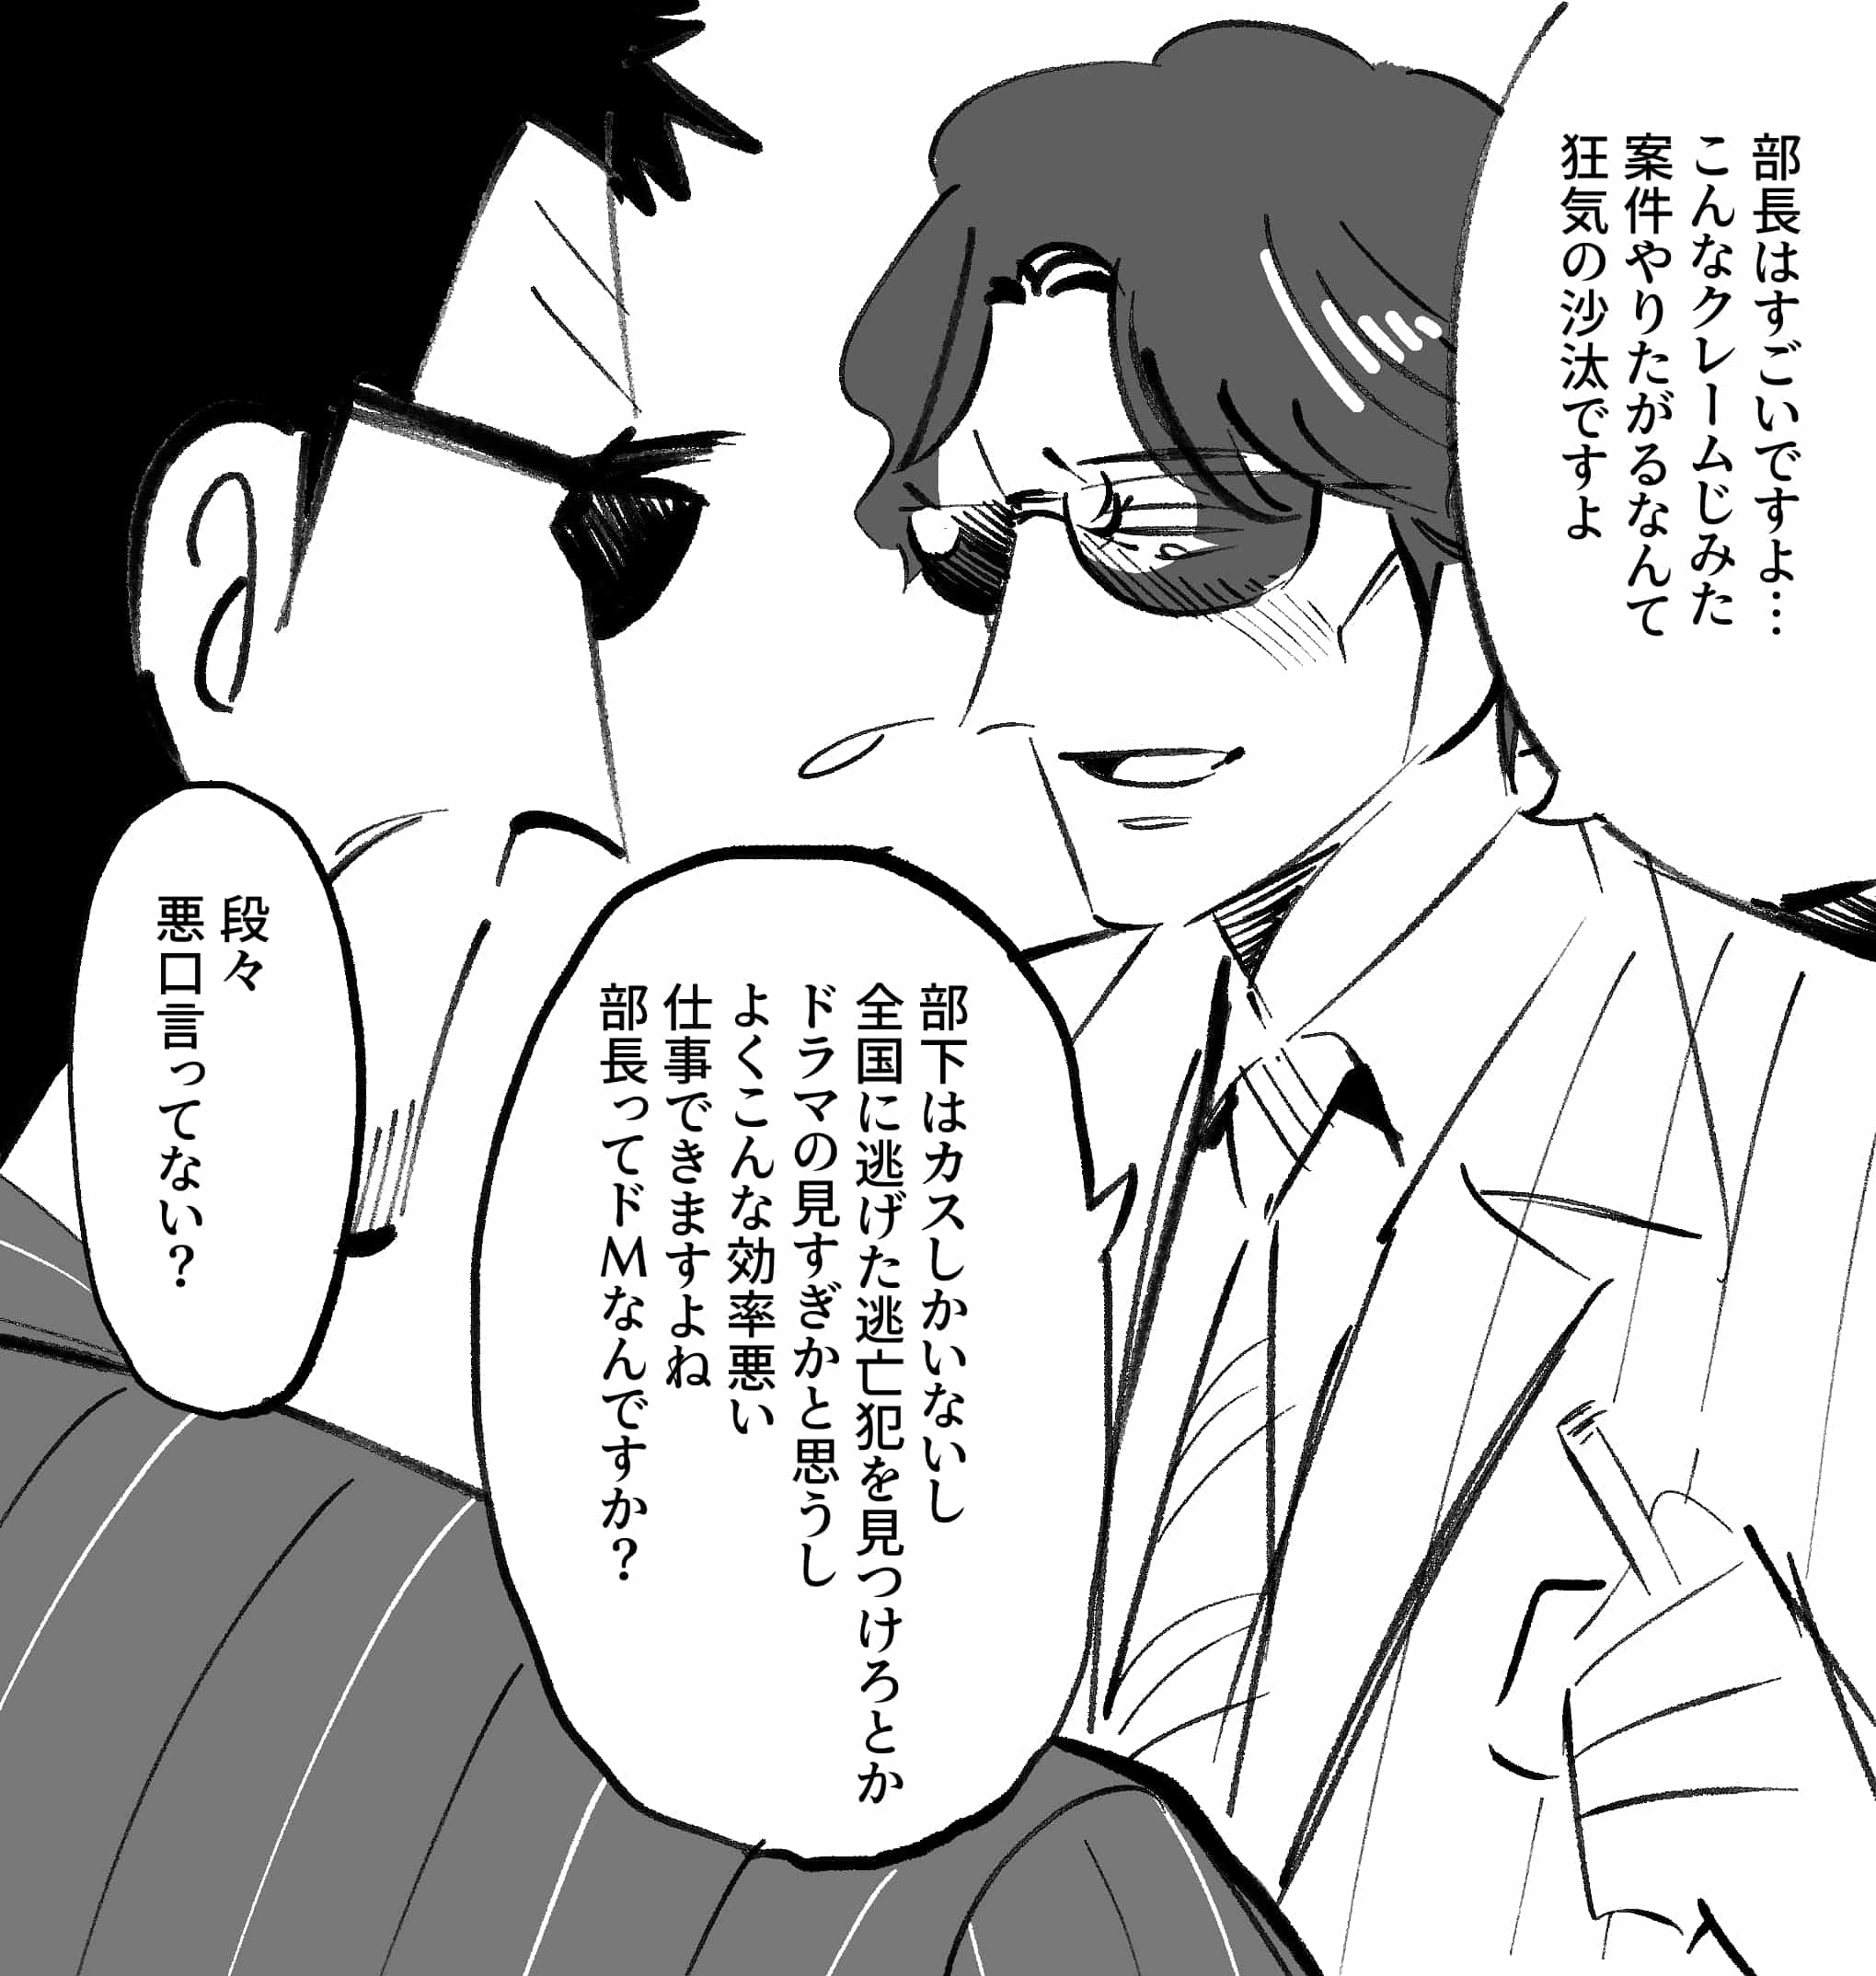 部長はすごいですよ…
こんなクレームじみた
案件やりたがるなんて
狂気の沙汰ですよ
部下はカスしかいないし
全国に逃げた逃亡犯を見つけろとか
ドラマの見すぎかと思うし
よくこんな効率悪い
仕事できますよね
部長ってドMなんですか？
段々
悪口言ってない？